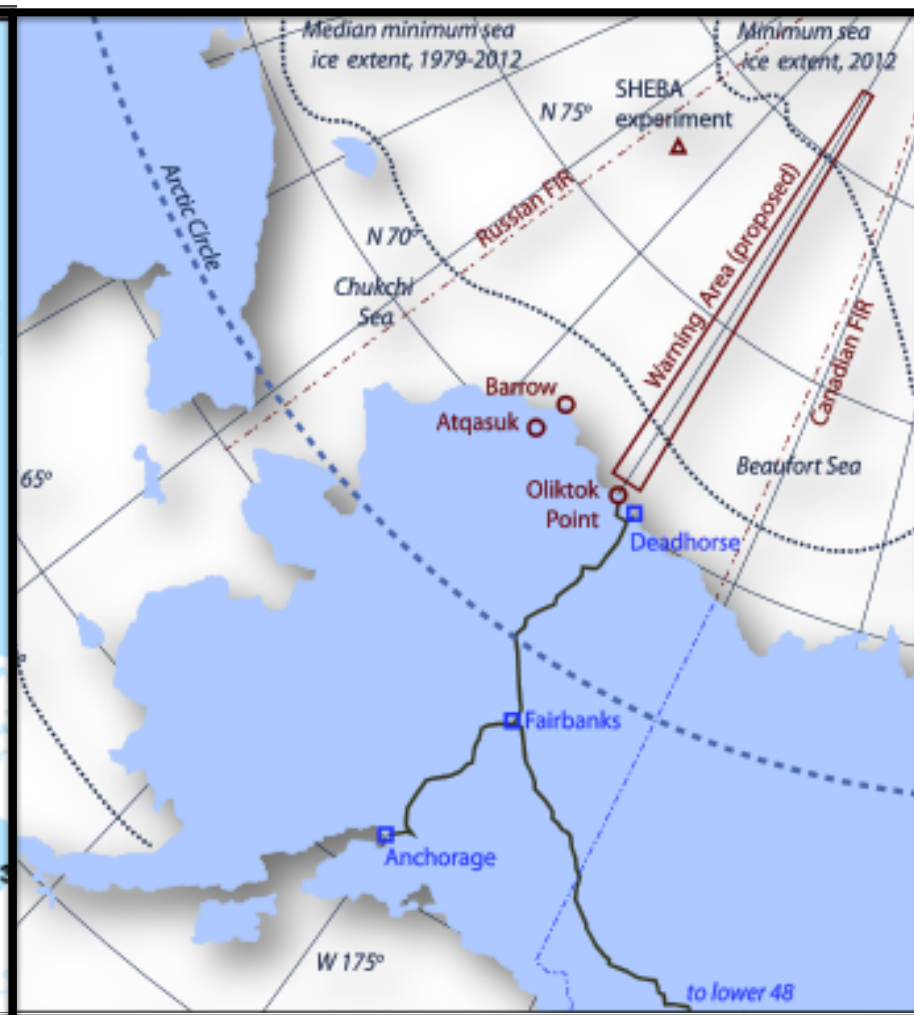 Median minimum sea
ice extent, 1979-2012
Minimum sea
ice extent, 2012
SHEBA
experiment
N 75º
Arctic Circle
Russian FIR
Warning Area (proposed)
N 70º
Chukchi
Sea
Canadian FIR
Barrow
Atqasuk
Beaufort Sea
65º
Oliktok
Point
Deadhorse
Fairbanks
Anchorage
W 175º
to lower 48